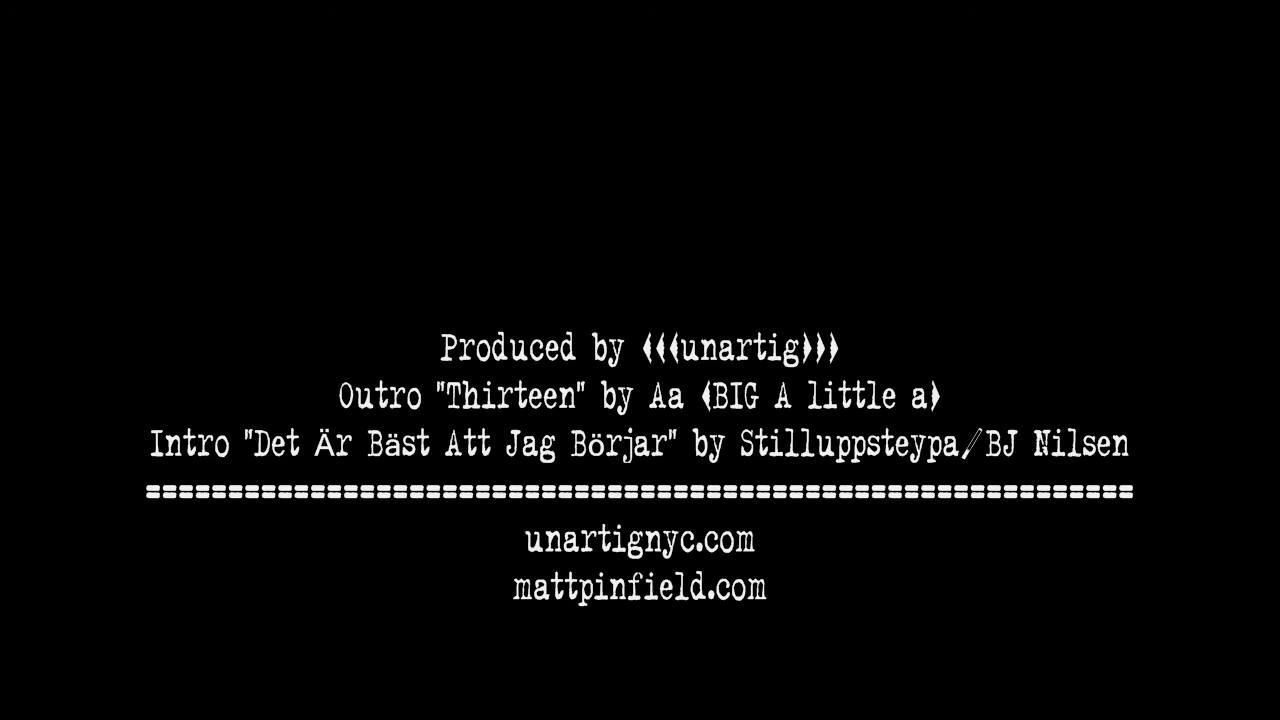 Produced by (((unartig)))
Outro "Thirteen" by Aa (BIG A little a)
Intro "Det Är Bäst Att Jag Börjar" by Stilluppsteypa/BJ Nilsen
============================================================
unartignyc.com
mattpinfield.com